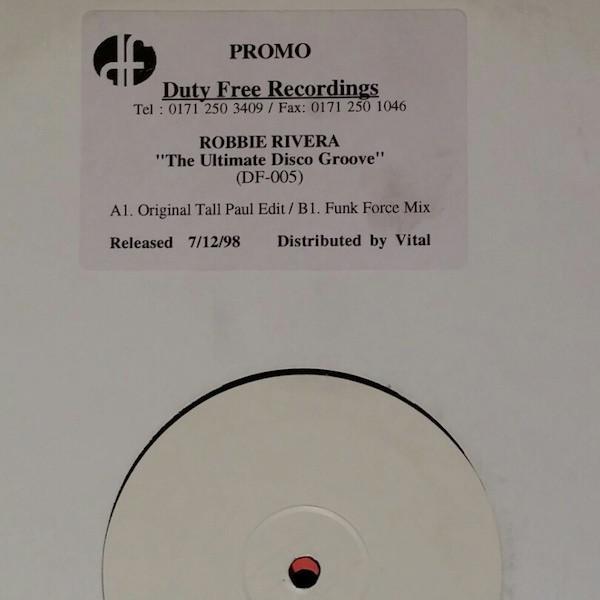 df
PROMO
Duty Free Recordings
Tel : 0171 250 3409 / Fax: 0171 250 1046
ROBBIE RIVERA
"The Ultimate Disco Groove"
(DF-005)
A1. Original Tall Paul Edit / B1. Funk Force Mix
Released 7/12/98 Distributed by Vital